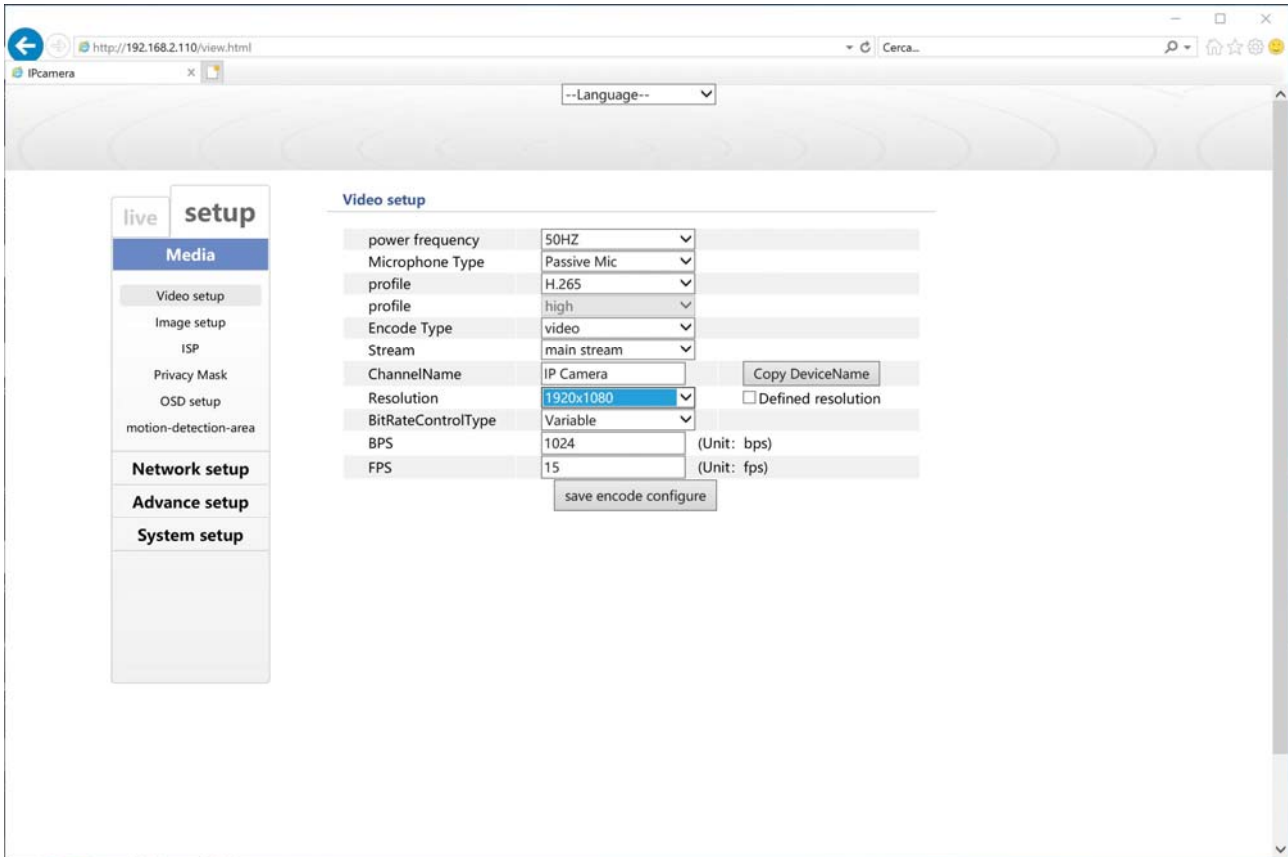 http://192.168.2.110/view.html
Cerca...
IPcamera
--Language--
live
setup
Media
Video setup
Image setup
ISP
Privacy Mask
OSD setup
motion-detection-area
Network setup
Advance setup
System setup
Video setup
power frequency 50HZ
Microphone Type Passive Mic
profile H.265
profile high
Encode Type video
Stream main stream
ChannelName IP Camera Copy DeviceName
Resolution 1920x1080 Defined resolution
BitRateControlType Variable
BPS 1024 (Unit: bps)
FPS 15 (Unit: fps)
save encode configure